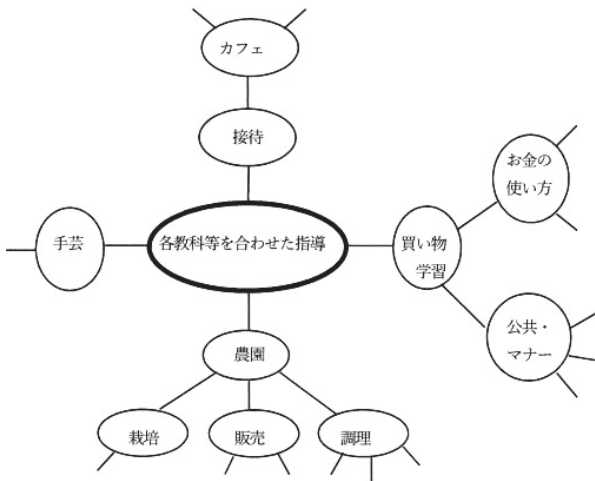 カフェ
接待
お金の
使い方
手芸
各教科等を合わせた指導
買い物
学習
公共・
マナー
農園
栽培
販売
調理